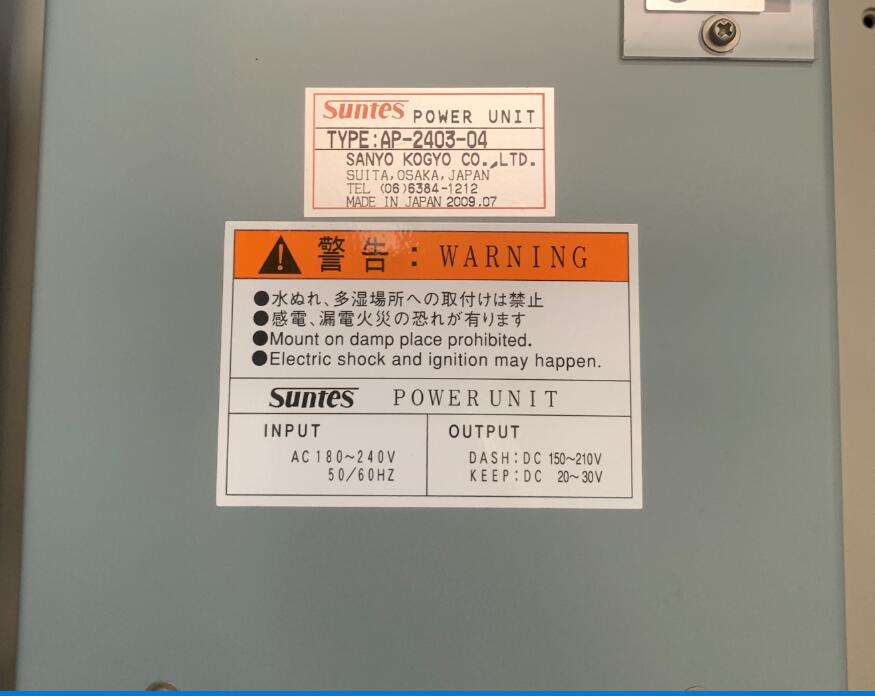 Suntes POWER UNIT
TYPE:AP-2403-04
SANYO KOGYO CO.,LTD.
SUITA,OSAKA,JAPAN
TEL (06)6384-1212
MADE IN JAPAN 2009.07
警告: WARNING
●水ぬれ、多湿場所への取付けは禁止
●感電、漏電火災の恐れが有ります
●Mount on damp place prohibited.
●Electric shock and ignition may happen.
Suntes POWER UNIT
INPUT
AC180~240V
50/60HZ
OUTPUT
DASH:DC 150~210V
KEEP:DC 20~30V